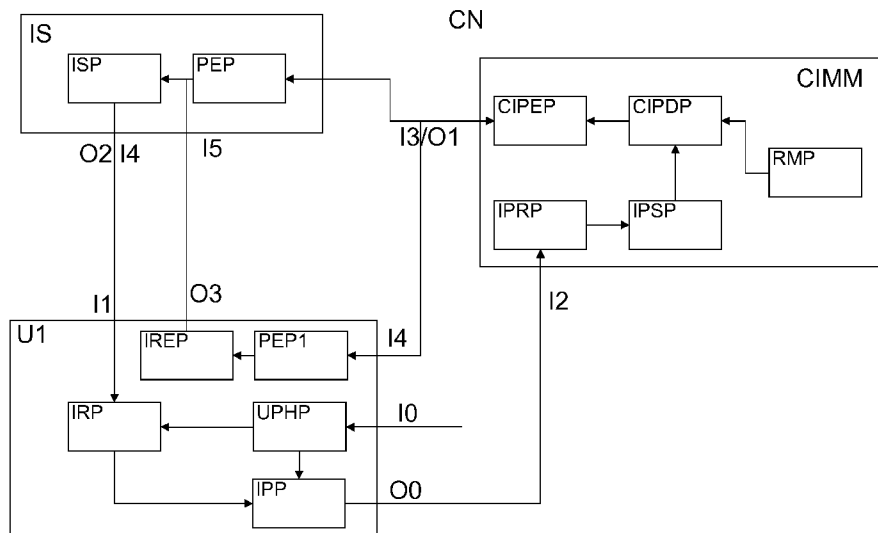 CN
IS
ISP
PEP
CIMM
CIPEP
CIPDP
I3/O1
O2 I4
I5
RMP
IPRP
IPSP
I1
O3
I2
U1
IREP
PEP1
I4
IRP
UPHP
I0
IPP
O0